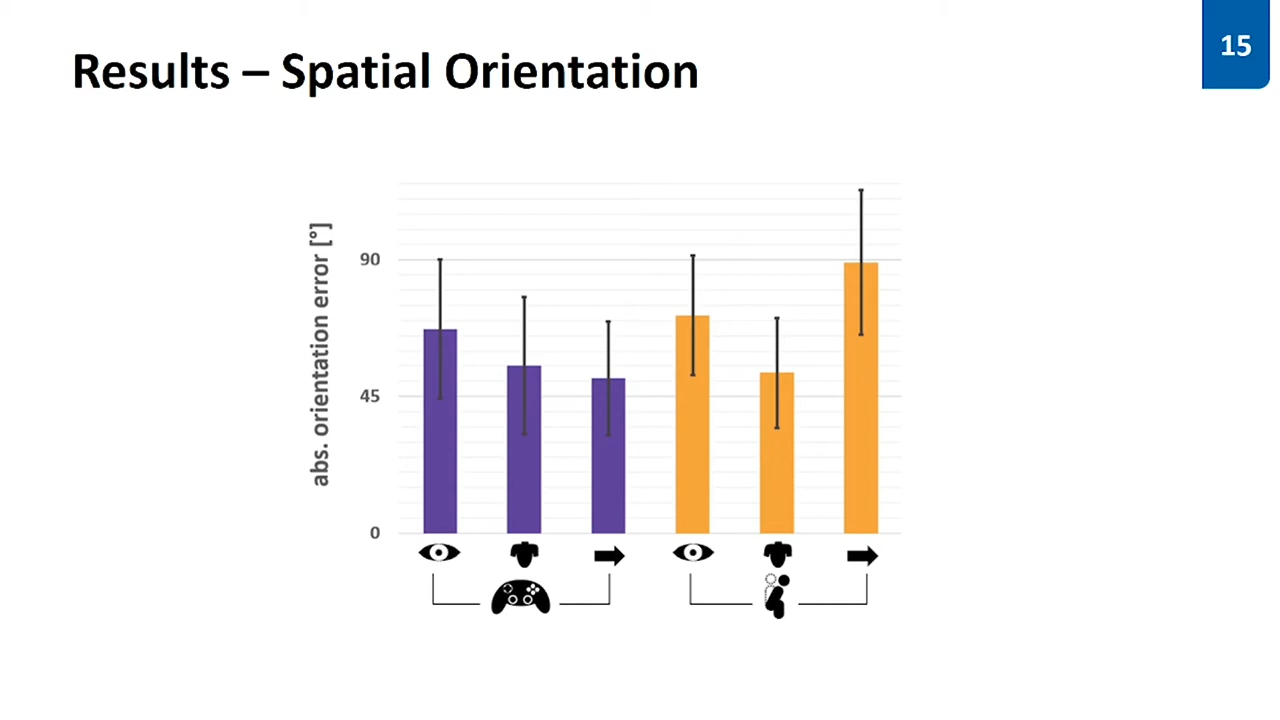 15
Results – Spatial Orientation
abs. orientation error [°]
90
45
0